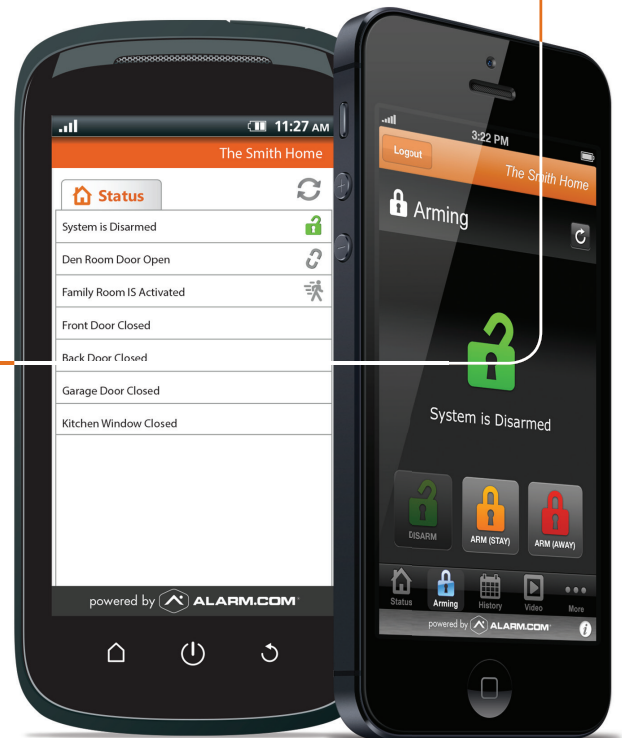 11:27 AM
The Smith Home
Status
System is Disarmed
Den Room Door Open
Family Room IS Activated
Front Door Closed
Back Door Closed
Garage Door Closed
Kitchen Window Closed
powered by ALARM.COM
3:22 PM
Logout
The Smith Home
Arming
System is Disarmed
DISARM
ARM (STAY)
ARM (AWAY)
Status
Arming
History
Video
More
powered by ALARM.COM